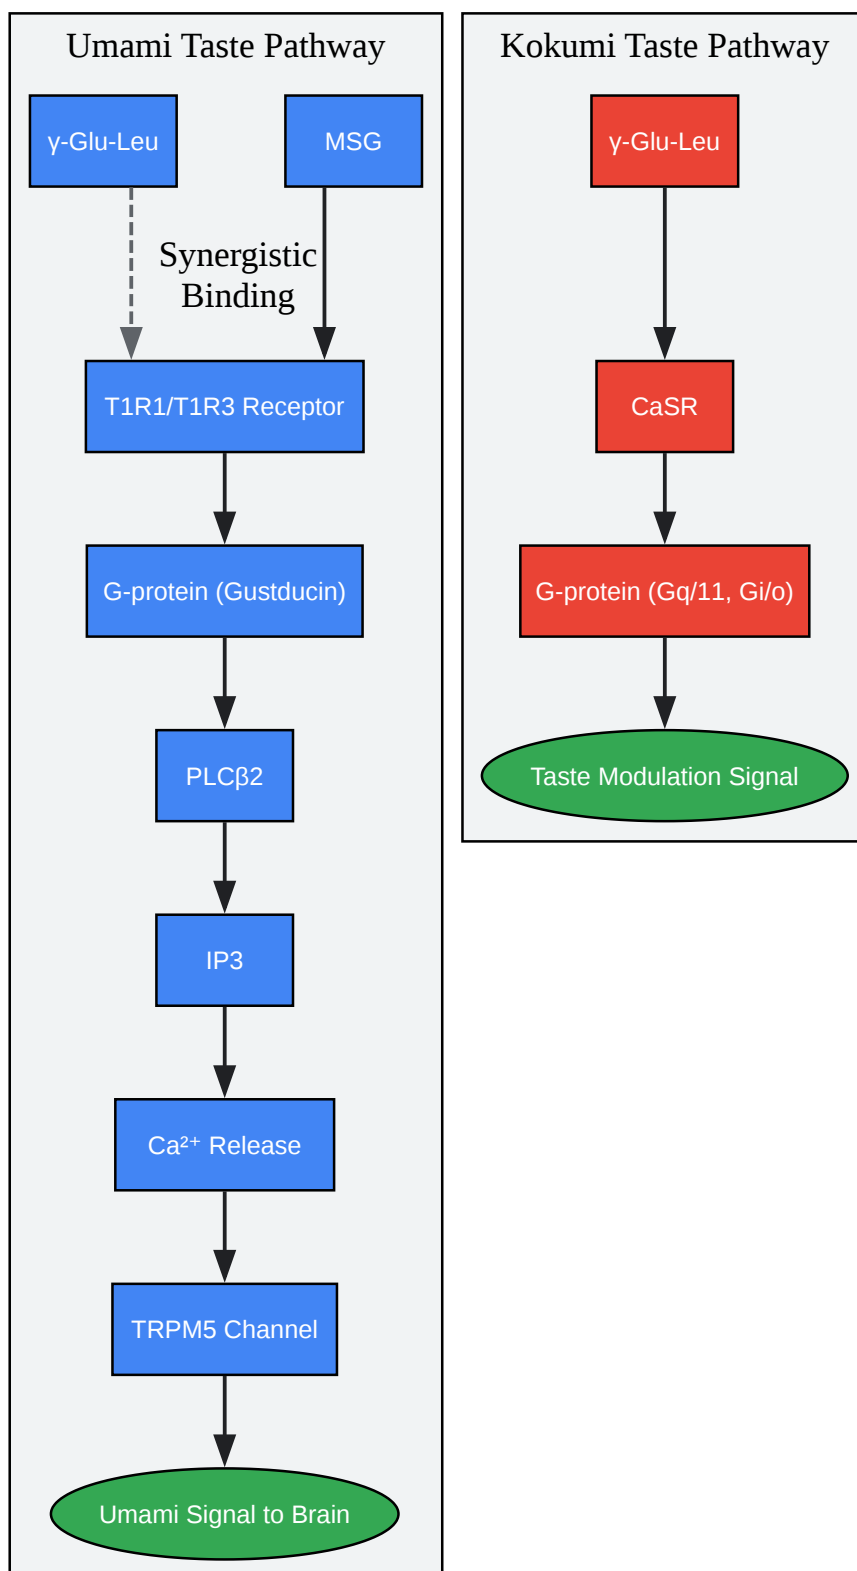 Umami Taste Pathway
γ-Glu-Leu
MSG
Synergistic
Binding
T1R1/T1R3 Receptor
G-protein (Gustducin)
PLCβ2
IP3
Ca²⁺ Release
TRPM5 Channel
Umami Signal to Brain
Kokumi Taste Pathway
γ-Glu-Leu
CaSR
G-protein (Gq/11, Gi/o)
Taste Modulation Signal